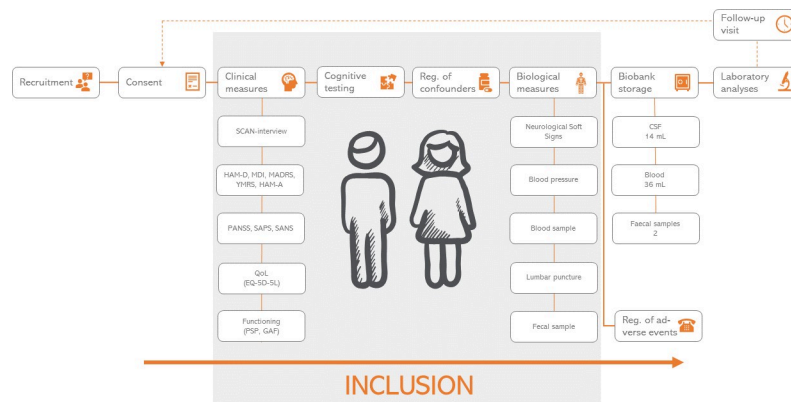 Follow-up
visit
Recruitment
Consent
Clinical
measures
Cognitive
testing
Reg. of
confounders
Biological
measures
Biobank
storage
Laboratory
analyses
SCAN-interview
HAM-D, MDI, MADRS,
YMRS, HAM-A
PANSS, SAPS, SANS
QoL
(EQ-5D-5L)
Functioning
(PSP, GAF)
Neurological Soft
Signs
Blood pressure
Blood sample
Lumbar puncture
Fecal sample
CSF
14 mL
Blood
36 mL
Faecal samples
2
Reg. of ad-
verse events
INCLUSION